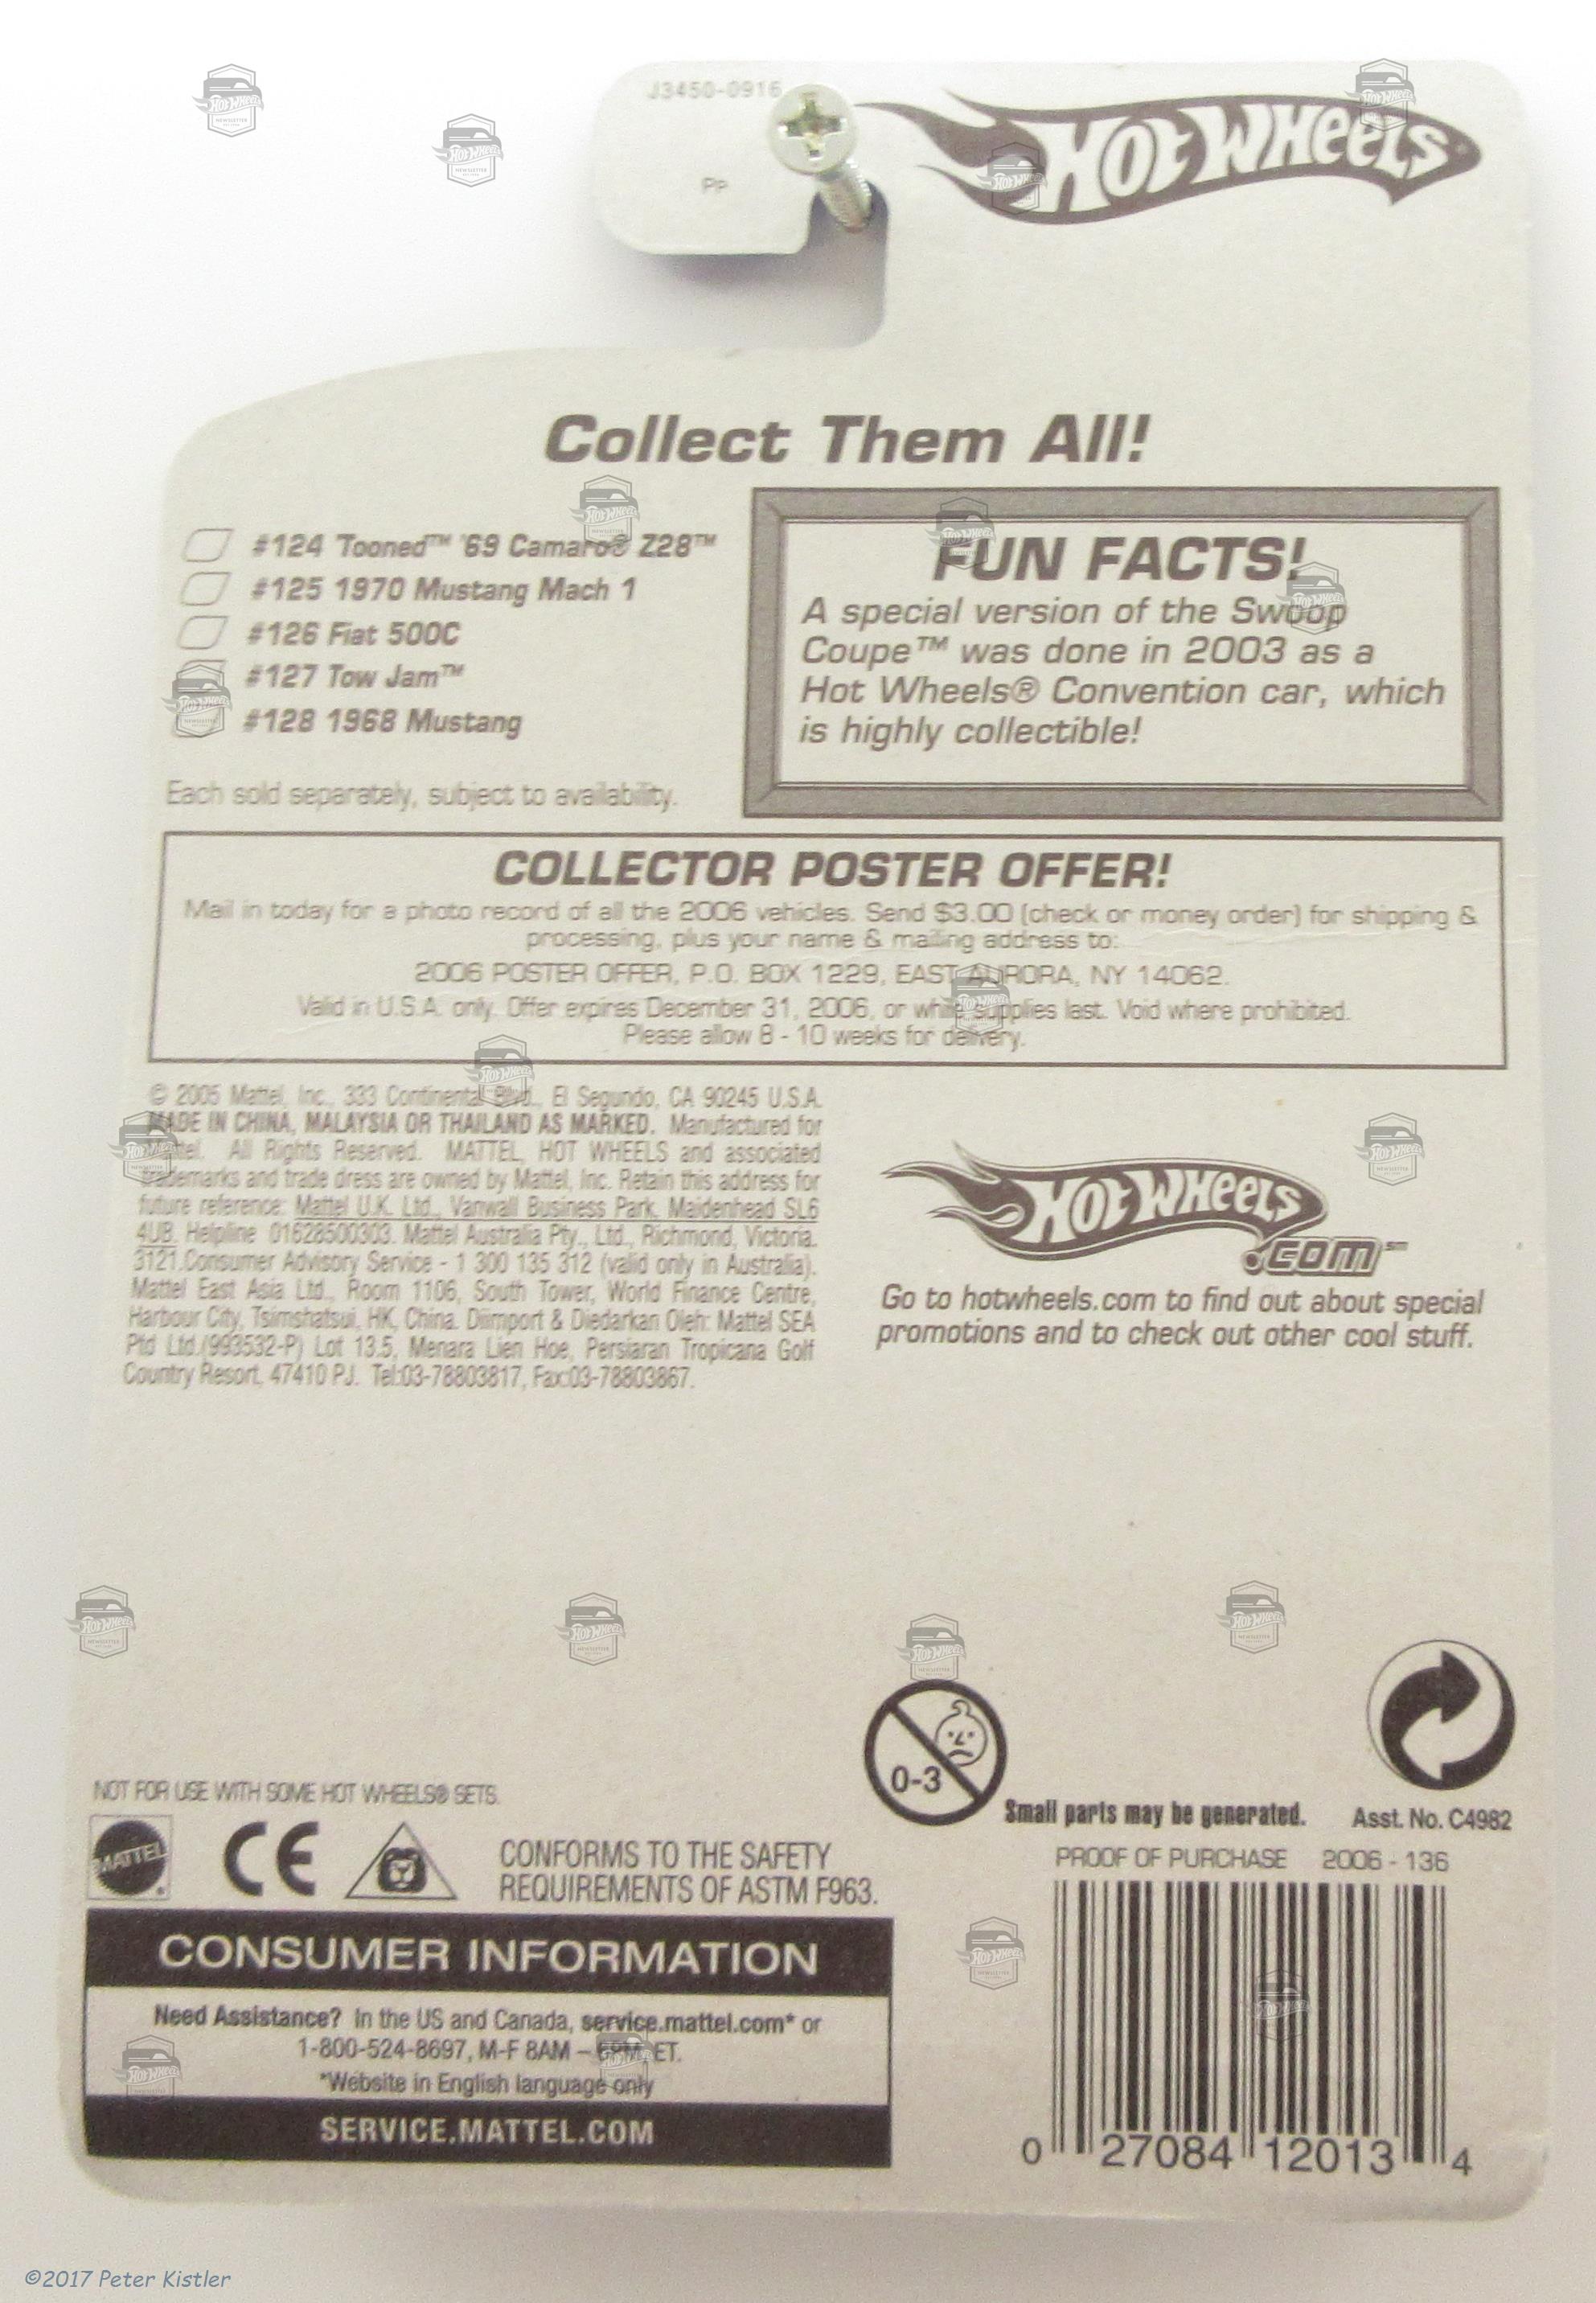 J3450-0916
PP
HOT WHEELS
Collect Them All!
#124 'Tooned™ '69 Camaro® Z28™
#125 1970 Mustang Mach 1
#126 Fiat 500C
#127 Tow Jam™
#128 1968 Mustang
Each sold separately, subject to availability.
FUN FACTS!
A special version of the Swoop
Coupe™ was done in 2003 as a
Hot Wheels® Convention car, which
is highly collectible!
COLLECTOR POSTER OFFER!
Mail in today for a photo record of all the 2006 vehicles. Send $3.00 (check or money order) for shipping &
processing, plus your name & mailing address to:
2006 POSTER OFFER, P.O. BOX 1229, EAST AURORA, NY 14062.
Valid in U.S.A. only. Offer expires December 31, 2006, or while supplies last. Void where prohibited.
Please allow 8 - 10 weeks for delivery.
© 2005 Mattel, Inc., 333 Continental Blvd., El Segundo, CA 90245 U.S.A.
MADE IN CHINA, MALAYSIA OR THAILAND AS MARKED. Manufactured for
Mattel. All Rights Reserved. MATTEL, HOT WHEELS and associated
trademarks and trade dress are owned by Mattel, Inc. Retain this address for
future reference: Mattel U.K. Ltd., Vanwall Business Park, Maidenhead SL6
4UB. Helpline 01628500303. Mattel Australia Pty., Ltd., Richmond, Victoria.
3121.Consumer Advisory Service - 1 300 135 312 (valid only in Australia).
Mattel East Asia Ltd., Room 1106, South Tower, World Finance Centre,
Harbour City, Tsimshatsui, HK, China. Diimport & Diedarkan Oleh: Mattel SEA
Ptd Ltd.(993532-P) Lot 13.5, Menara Lien Hoe, Persiaran Tropicana Golf
Country Resort, 47410 PJ. Tel:03-78803817, Fax:03-78803867.
HOT WHEELS
.COM℠
Go to hotwheels.com to find out about special
promotions and to check out other cool stuff.
0-3
Small parts may be generated.
Asst. No. C4982
NOT FOR USE WITH SOME HOT WHEELS® SETS.
MATTEL®
CE
CONFORMS TO THE SAFETY
REQUIREMENTS OF ASTM F963.
PROOF OF PURCHASE 2006 - 136
CONSUMER INFORMATION
Need Assistance? In the US and Canada, service.mattel.com* or
1-800-524-8697, M-F 8AM – 6PM, ET.
*Website in English language only
SERVICE.MATTEL.COM
0 27084 12013 4
©2017 Peter Kistler